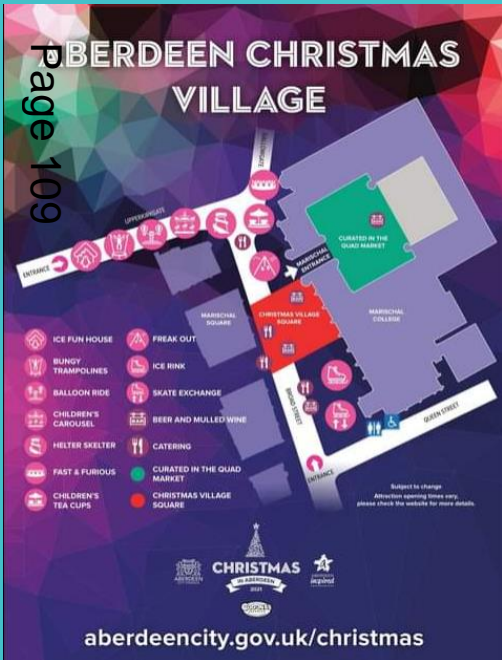 Page 109
ABERDEEN CHRISTMAS
VILLAGE
GALLOWGATE
UPPERKIRKGATE
ENTRANCE
CURATED IN THE
QUAD MARKET
MARISCHAL
ENTRANCE
MARISCHAL
SQUARE
CHRISTMAS VILLAGE
SQUARE
MARISCHAL
COLLEGE
BROAD STREET
QUEEN STREET
ENTRANCE
ICE FUN HOUSE
BUNGY
TRAMPOLINES
BALLOON RIDE
CHILDREN'S
CAROUSEL
HELTER SKELTER
FAST & FURIOUS
CHILDREN'S
TEA CUPS
FREAK OUT
ICE RINK
SKATE EXCHANGE
BEER AND MULLED WINE
CATERING
CURATED IN THE QUAD
MARKET
CHRISTMAS VILLAGE
SQUARE
Subject to change
Attraction opening times vary,
please check the website for more details.
ABERDEEN
CHRISTMAS
IN ABERDEEN
2021
inspired
aberdeencity.gov.uk/christmas